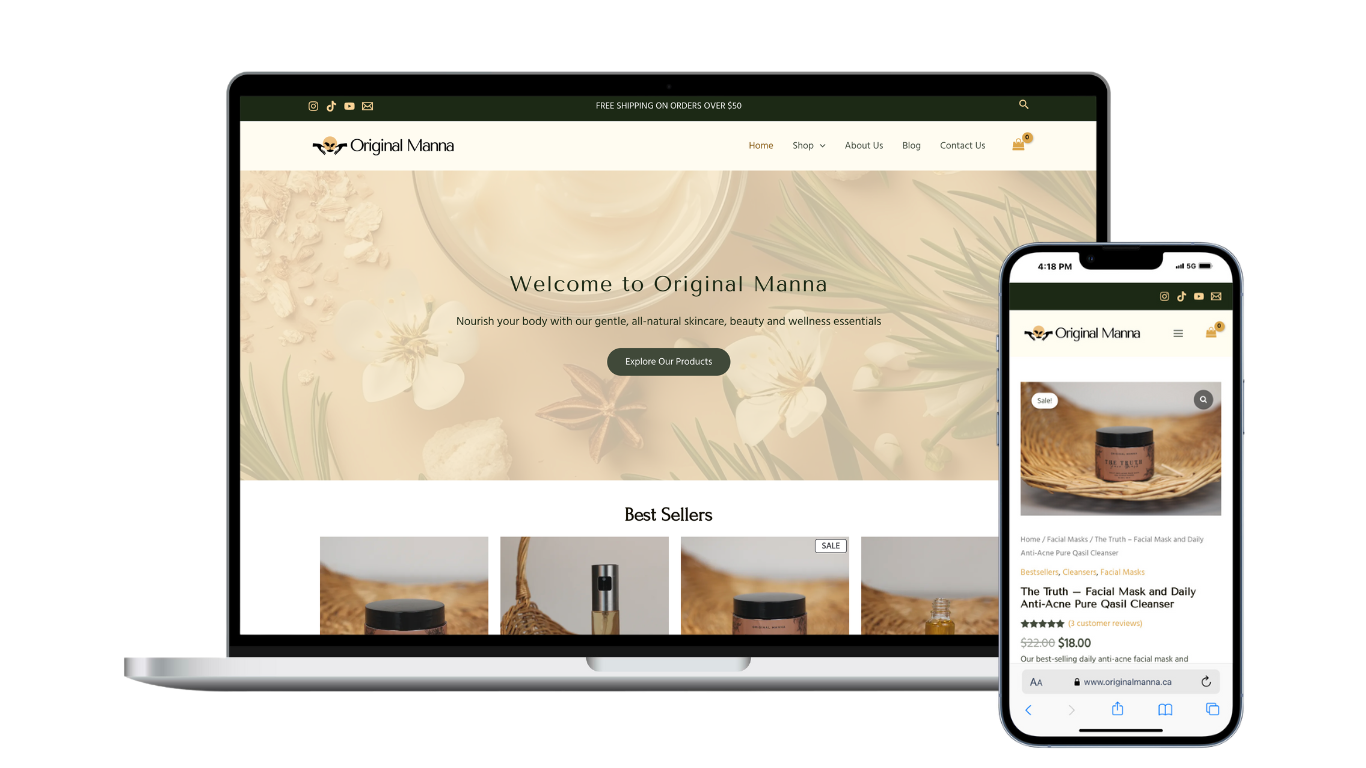 FREE SHIPPING ON ORDERS OVER $50
Original Manna
Home Shop About Us Blog Contact Us 0
Welcome to Original Manna
Nourish your body with our gentle, all-natural skincare, beauty and wellness essentials
Explore Our Products
Best Sellers
SALE
ORIGINAL MANNA
4:18 PM 5G
Original Manna 0
Sale!
ORIGINAL MANNA
THE TRUTH
Home / Facial Masks / The Truth – Facial Mask and Daily
Anti-Acne Pure Qasil Cleanser
Bestsellers, Cleansers, Facial Masks
The Truth – Facial Mask and Daily
Anti-Acne Pure Qasil Cleanser
(3 customer reviews)
$22.00 $18.00
Our best-selling daily anti-acne facial mask and
AA www.originalmanna.ca